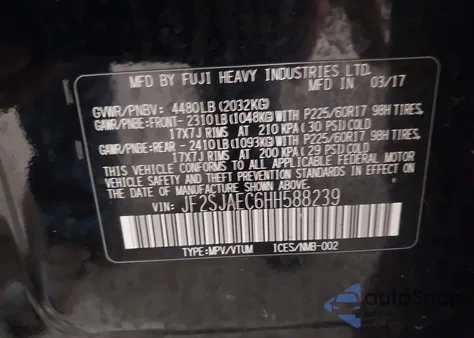 MFD BY FUJI HEAVY INDUSTRIES LTD.
MFD IN 03/17
GVWR/PNBV: 4480LB (2032KG)
GAWR/PNBE:FRONT- 2310LB(1048KG)WITH P225/60R17 98H TIRES,
17X7J RIMS AT 210 KPA(30 PSI)COLD
GAWR/PNBE:REAR - 2410LB(1093KG)WITH P225/60R17 98H TIRES,
17X7J RIMS AT 200 KPA(29 PSI)COLD
THIS VEHICLE CONFORMS TO ALL APPLICABLE FEDERAL MOTOR
VEHICLE SAFETY, BUMPER, AND THEFT PREVENTION STANDARDS
IN EFFECT ON THE DATE OF MANUFACTURE SHOWN ABOVE.
VIN: JF2SJAEC6HH588239
TYPE:MPV/VTUM ICES/NMB-002
autoSnap